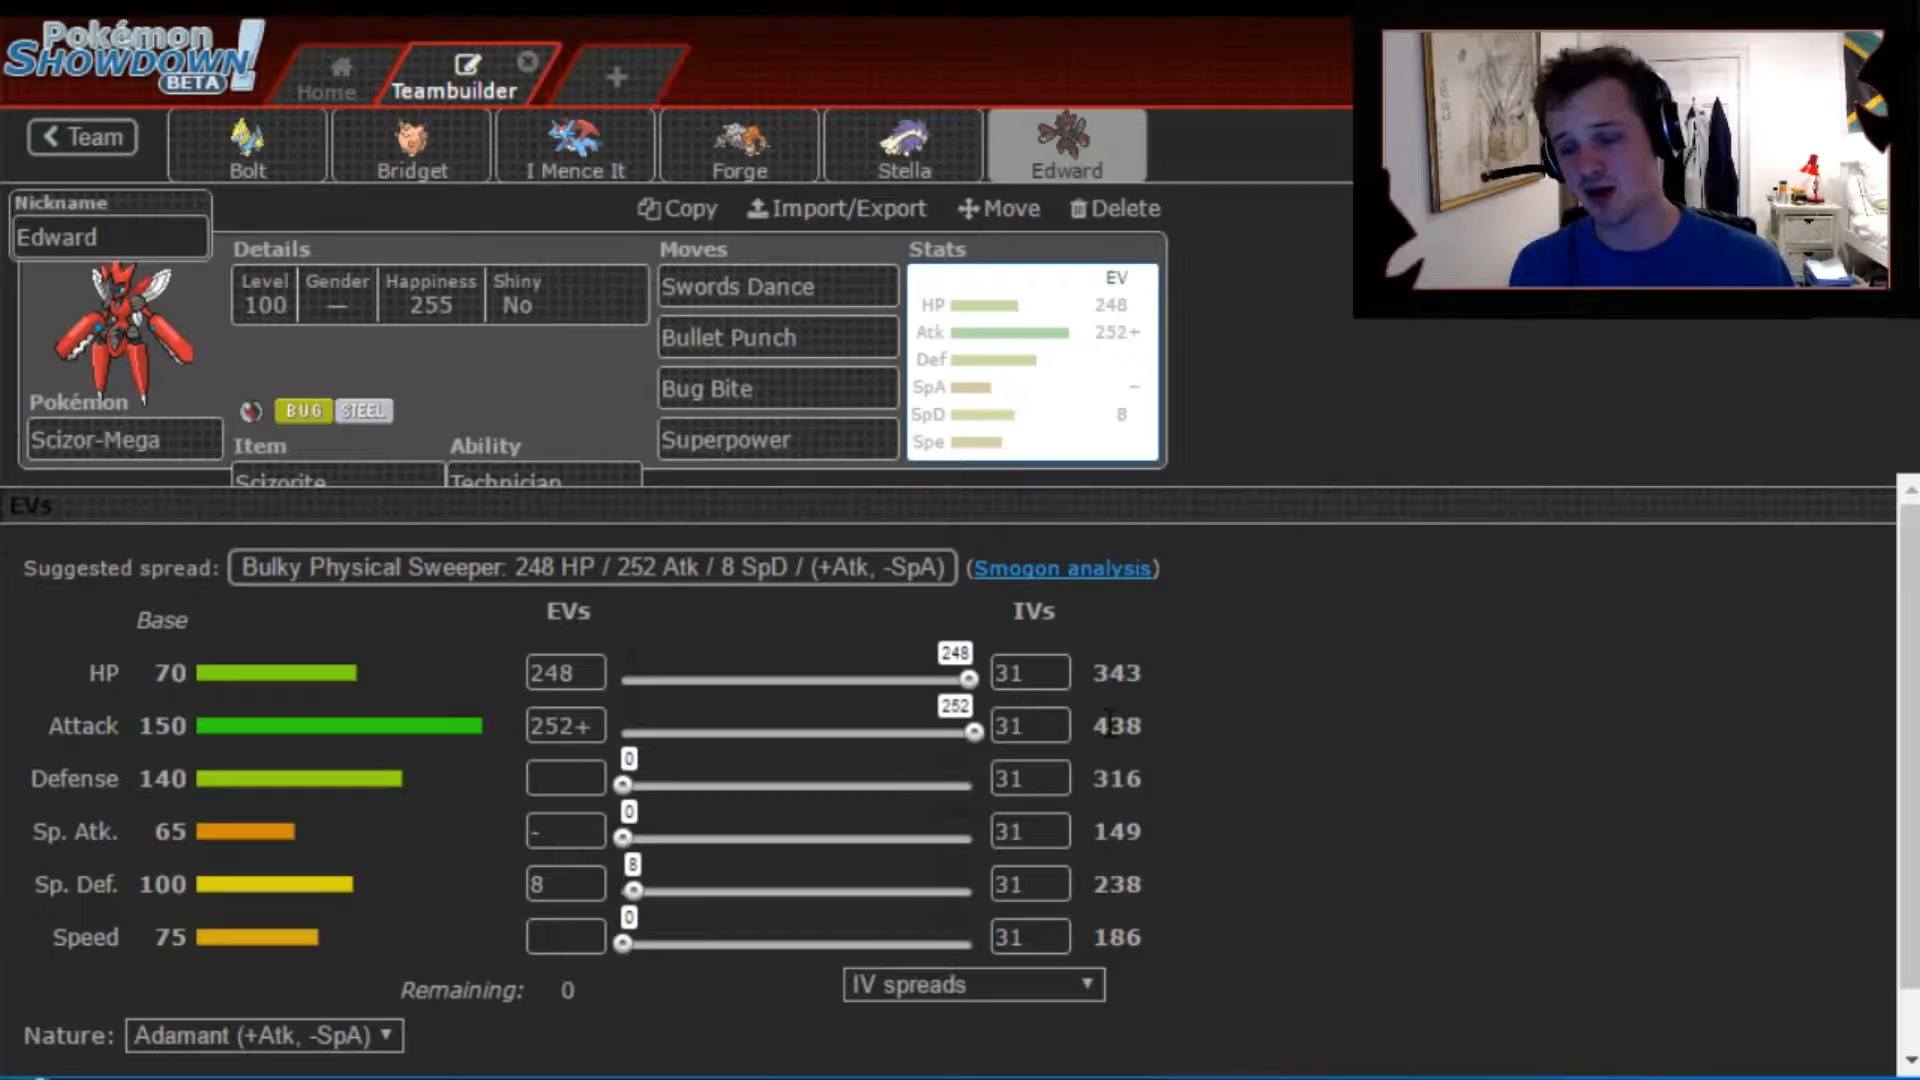 Pokémon
SHOWDOWN!
BETA
Home
Teambuilder
+
Team
Bolt
Bridget
I Mence It
Forge
Stella
Edward
Nickname
Edward
Copy
Import/Export
Move
Delete
Details
Moves
Stats
Level
100
Gender
—
Happiness
255
Shiny
No
Swords Dance
Bullet Punch
Bug Bite
Superpower
EV
HP 248
Atk 252+
Def
SpA −
SpD 8
Spe
Pokémon
Scizor-Mega
BUG STEEL
Item
Scizorite
Ability
Technician
EVs
Suggested spread: Bulky Physical Sweeper: 248 HP / 252 Atk / 8 SpD / (+Atk, -SpA) (Smogon analysis)
Base EVs IVs
HP 70 248 248 31 343
Attack 150 252+ 252 31 438
Defense 140 0 31 316
Sp. Atk. 65 - 0 31 149
Sp. Def. 100 8 8 31 238
Speed 75 0 31 186
Remaining: 0
IV spreads
Nature: Adamant (+Atk, -SpA)